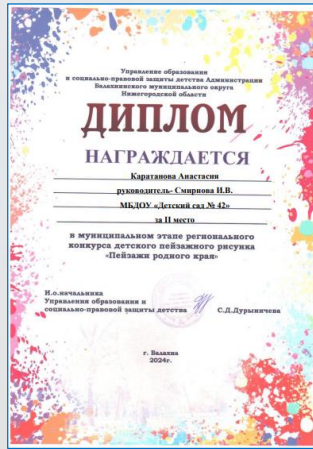 Управление образования
и социально-правовой защиты детства Администрации
Балахнинского муниципального округа
Нижегородской области
ДИПЛОМ
НАГРАЖДАЕТСЯ
Каратанова Анастасия
руководитель- Смирнова И.В.
МБДОУ «Детский сад № 42»
за II место
в муниципальном этапе регионального
конкурса детского пейзажного рисунка
«Пейзажи родного края»
И.о.начальника
Управления образования и
социально-правовой защиты детства С.Д.Дурыничева
г. Балахна
2024г.